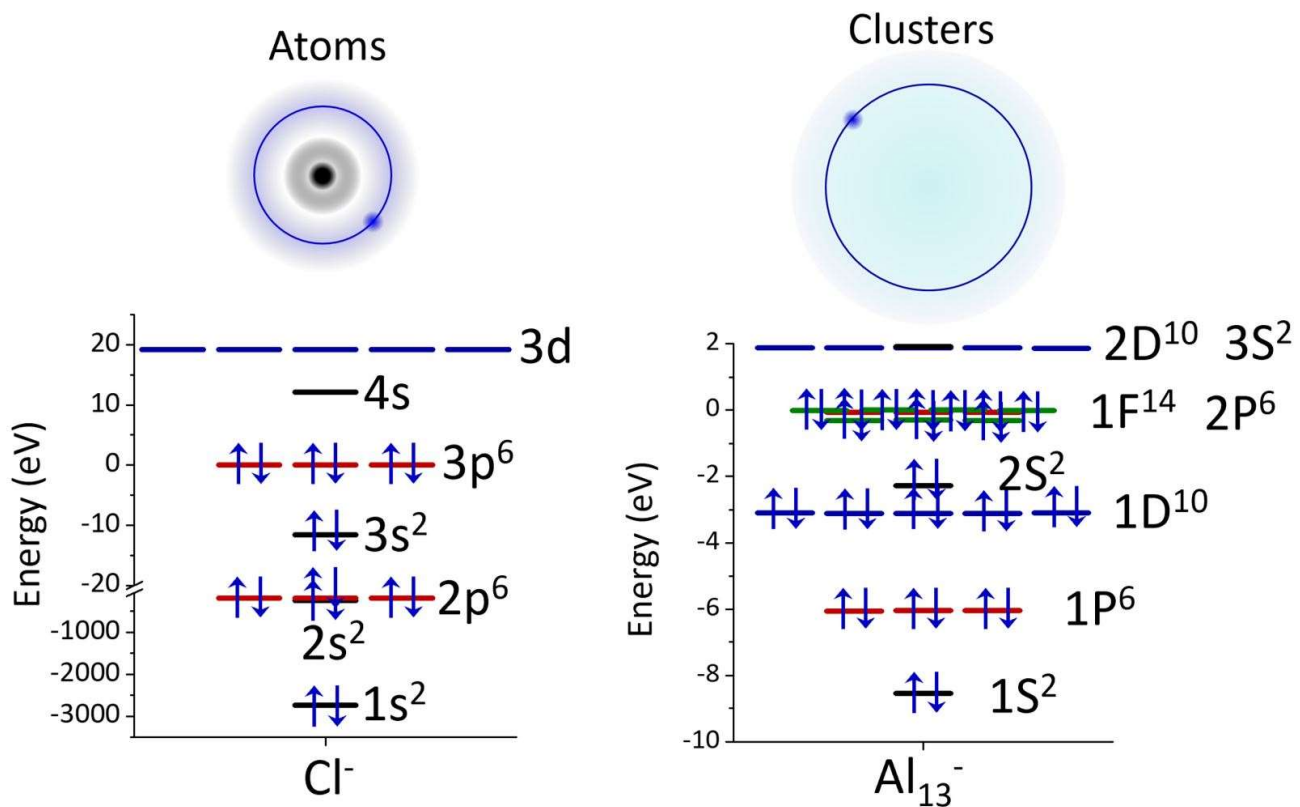 Atoms
Clusters
Energy (eV)
20
10
0
-10
-20
-1000
-2000
-3000
3d
4s
3p⁶
3s²
2p⁶
2s²
1s²
Cl⁻
Energy (eV)
2
0
-2
-4
-6
-8
-10
2D¹⁰ 3S²
1F¹⁴ 2P⁶
2S²
1D¹⁰
1P⁶
1S²
Al₁₃⁻